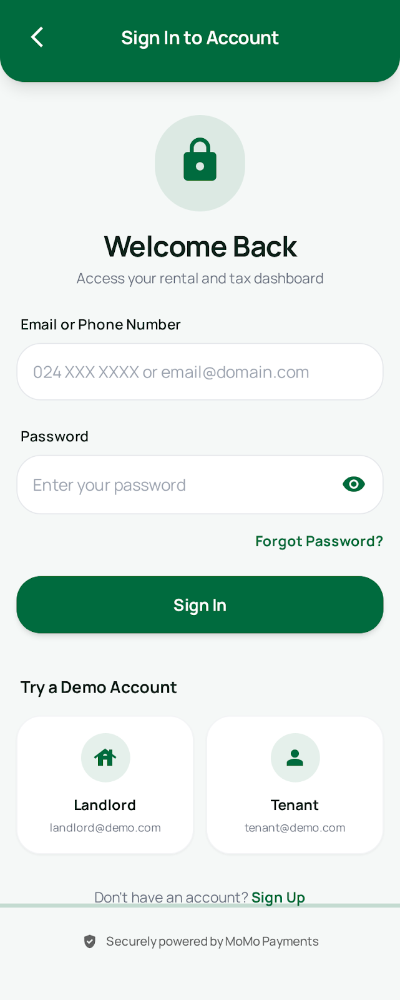 Sign In to Account
Welcome Back
Access your rental and tax dashboard
Email or Phone Number
024 XXX XXXX or email@domain.com
Password
Enter your password
Forgot Password?
Sign In
Try a Demo Account
Landlord
landlord@demo.com
Tenant
tenant@demo.com
Don't have an account? Sign Up
Securely powered by MoMo Payments